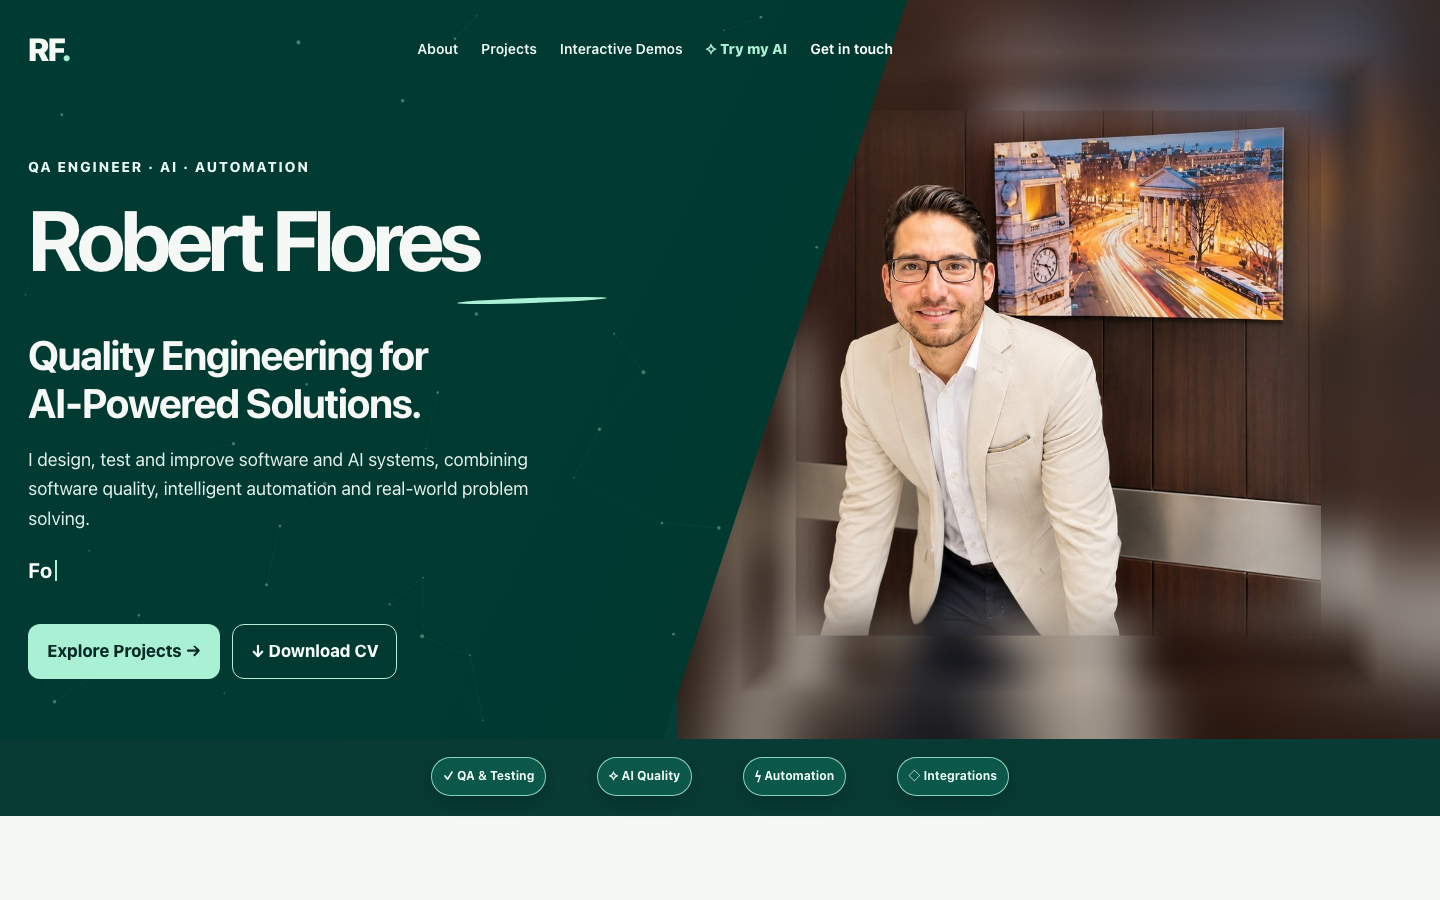 RF.
About Projects Interactive Demos ✧ Try my AI Get in touch
QA ENGINEER · AI · AUTOMATION
Robert Flores
Quality Engineering for
AI-Powered Solutions.
I design, test and improve software and AI systems, combining
software quality, intelligent automation and real-world problem
solving.
Fo
Explore Projects → ↓ Download CV
✓ QA & Testing ✧ AI Quality ϟ Automation ◇ Integrations